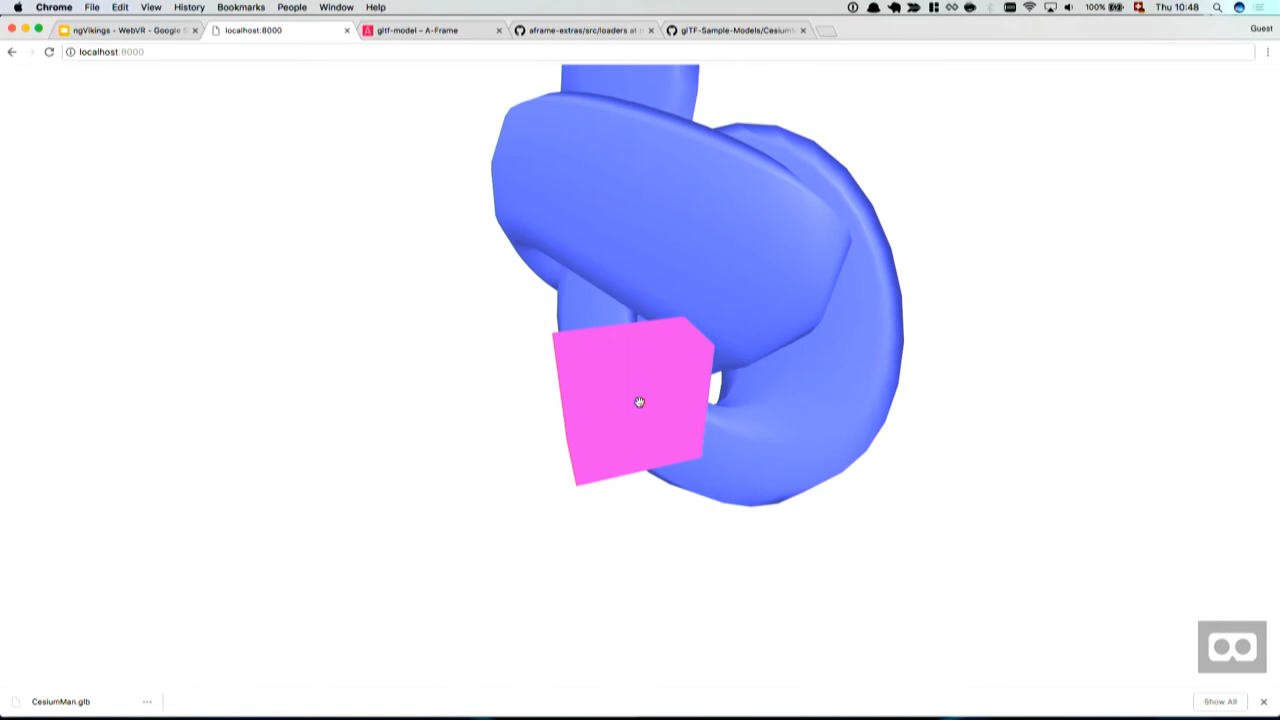 Chrome File Edit View History Bookmarks People Window Help 100% Thu 10:48
ngVikings - WebVR - Google S
localhost:8000
gltf-model – A-Frame
aframe-extras/src/loaders at
glTF-Sample-Models/Cesium
Guest
localhost:8000
CesiumMan.glb
Show All